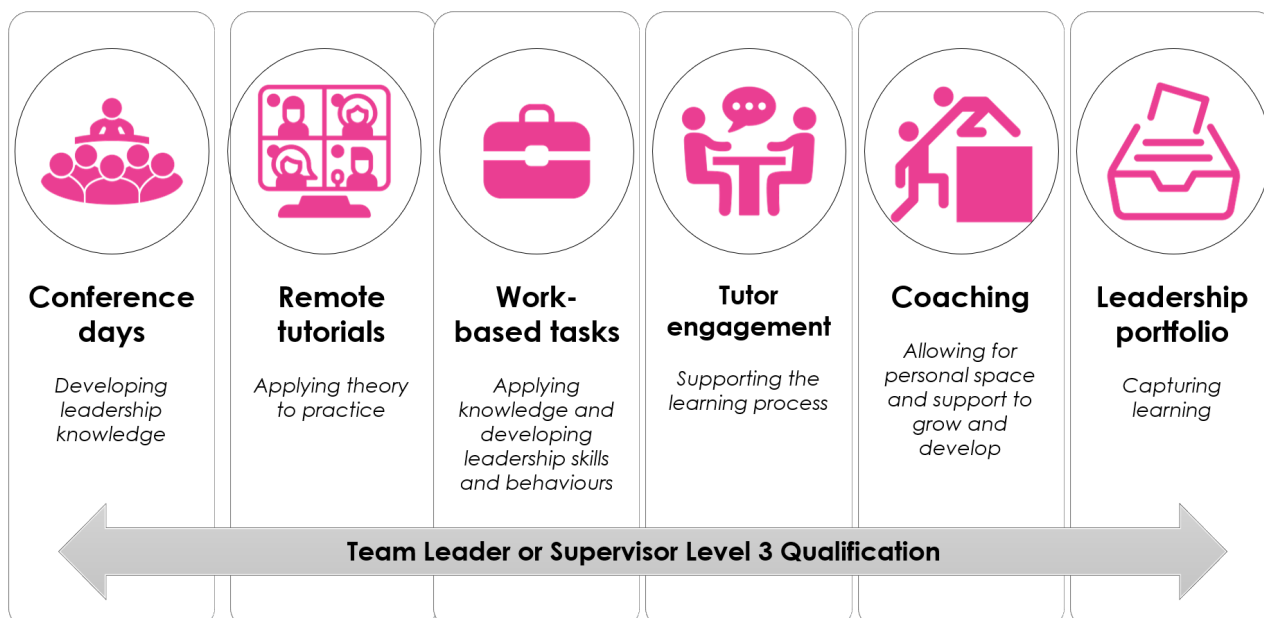 Conference
days
Developing
leadership
knowledge
Remote
tutorials
Applying theory
to practice
Work-
based tasks
Applying
knowledge and
developing
leadership skills
and behaviours
Tutor
engagement
Supporting the
learning process
Coaching
Allowing for
personal space
and support to
grow and
develop
Leadership
portfolio
Capturing
learning
Team Leader or Supervisor Level 3 Qualification